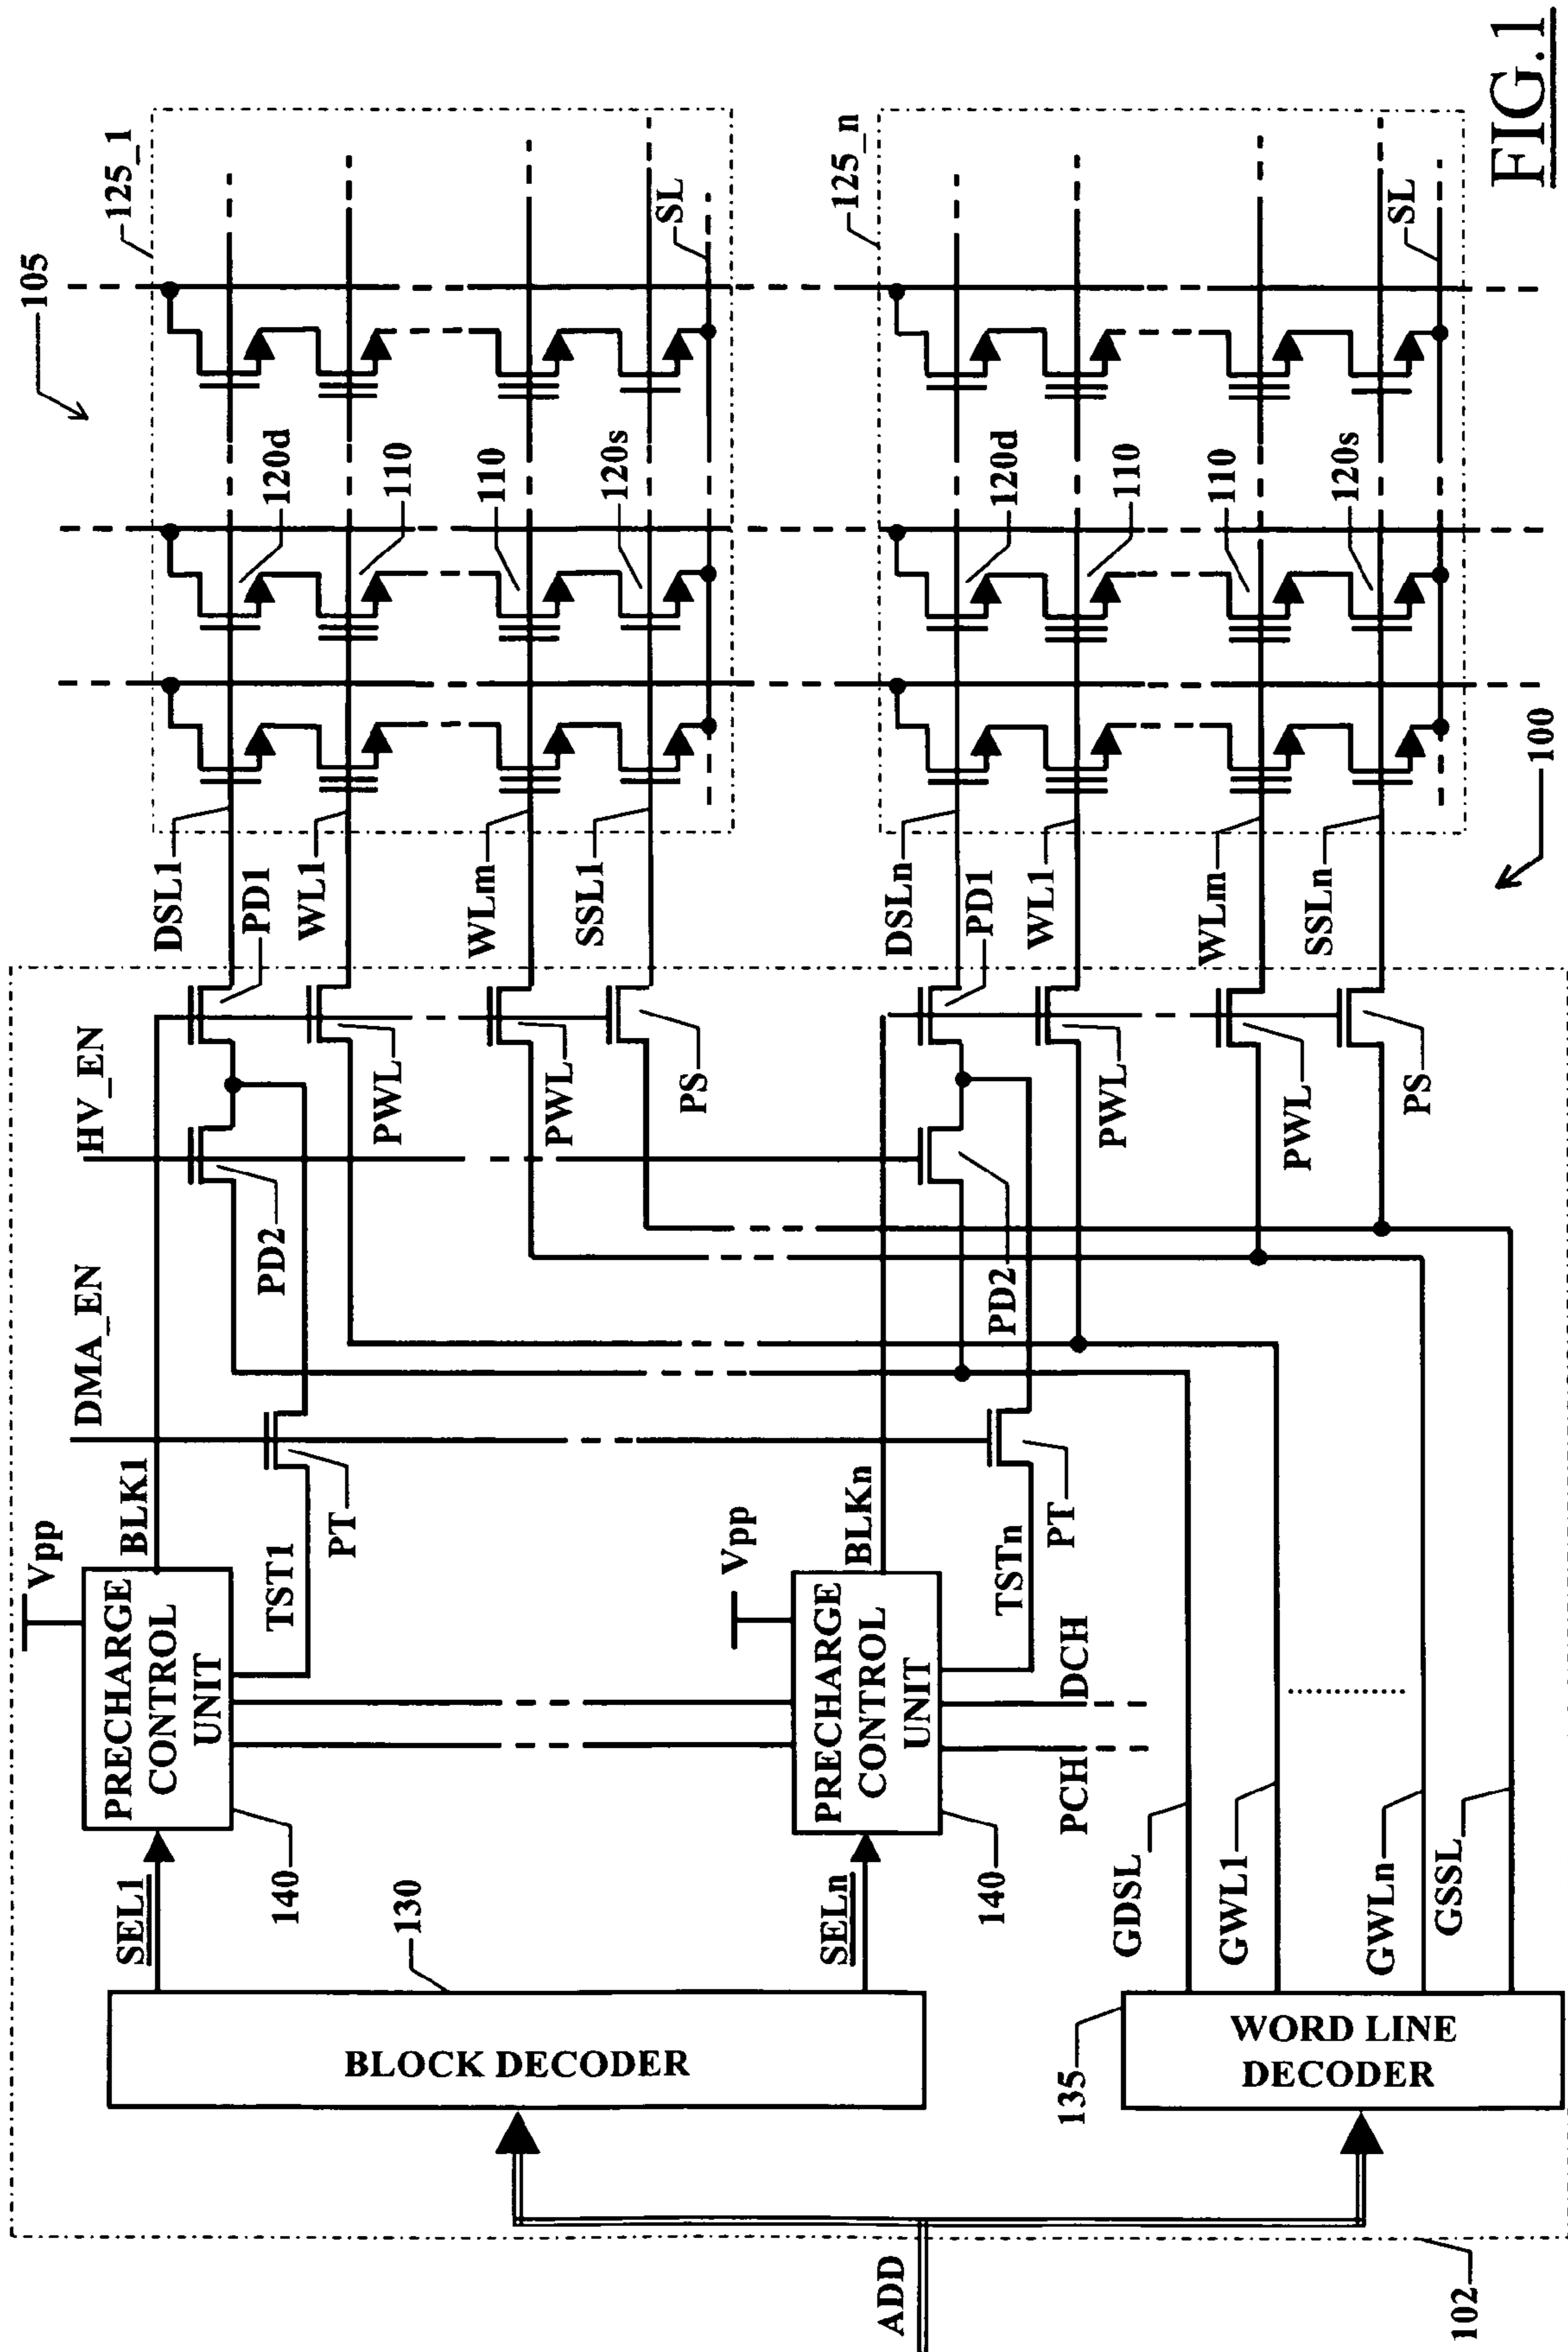 FIG.1
105
125_1
SL
120d
110
110
120s
DSL1
PD1
WL1
WLm
SSL1
125_n
SL
120d
110
110
120s
100
DSLn
PD1
WL1
WLm
SSLn
HV_EN
PWL
PWL
PS
PD2
PWL
PWL
PS
PD2
DMA_EN
Vpp
BLK1
PRECHARGE
CONTROL
UNIT
TST1
PT
Vpp
BLKn
PRECHARGE
CONTROL
UNIT
TSTn
PT
PCH
DCH
SEL1
140
130
SELn
140
GDSL
GWL1
GWLn
GSSL
BLOCK DECODER
135
WORD LINE
DECODER
ADD
102